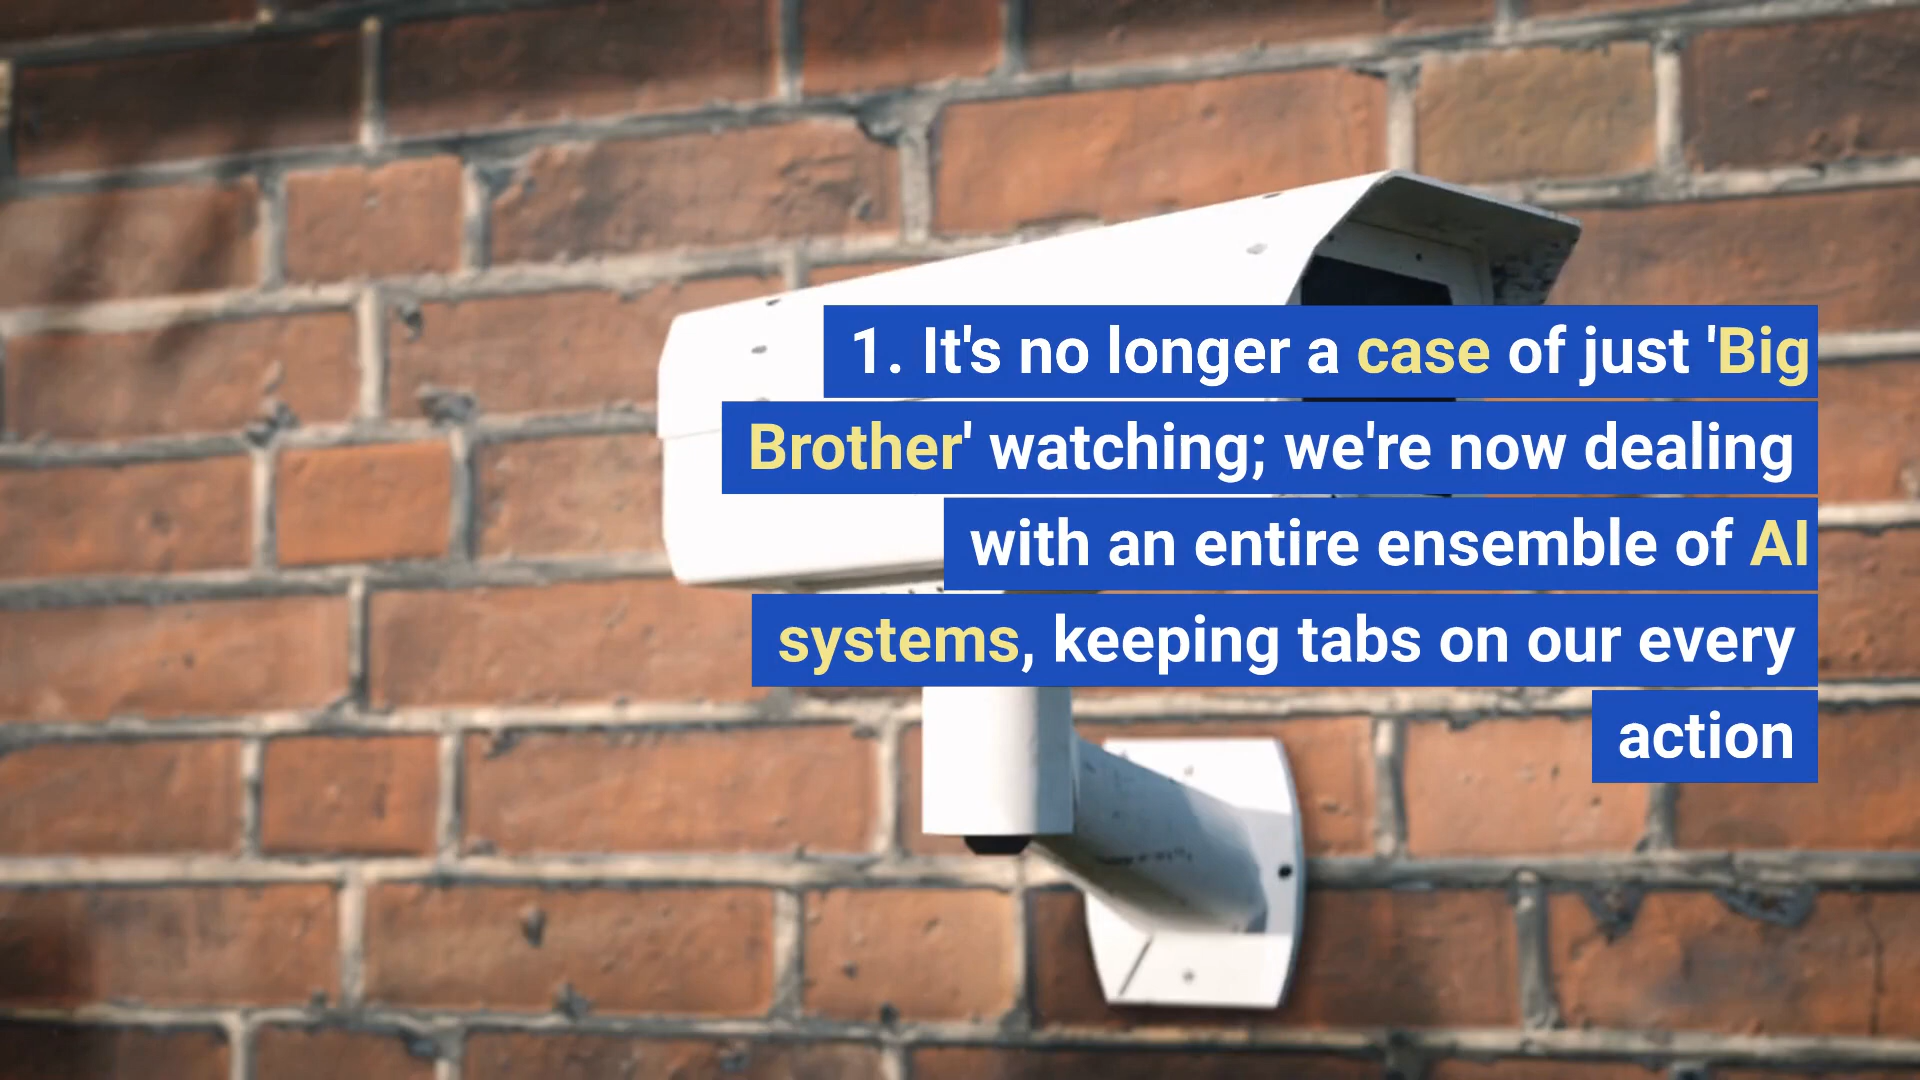 1. It's no longer a case of just 'Big
Brother' watching; we're now dealing
with an entire ensemble of AI
systems, keeping tabs on our every
action